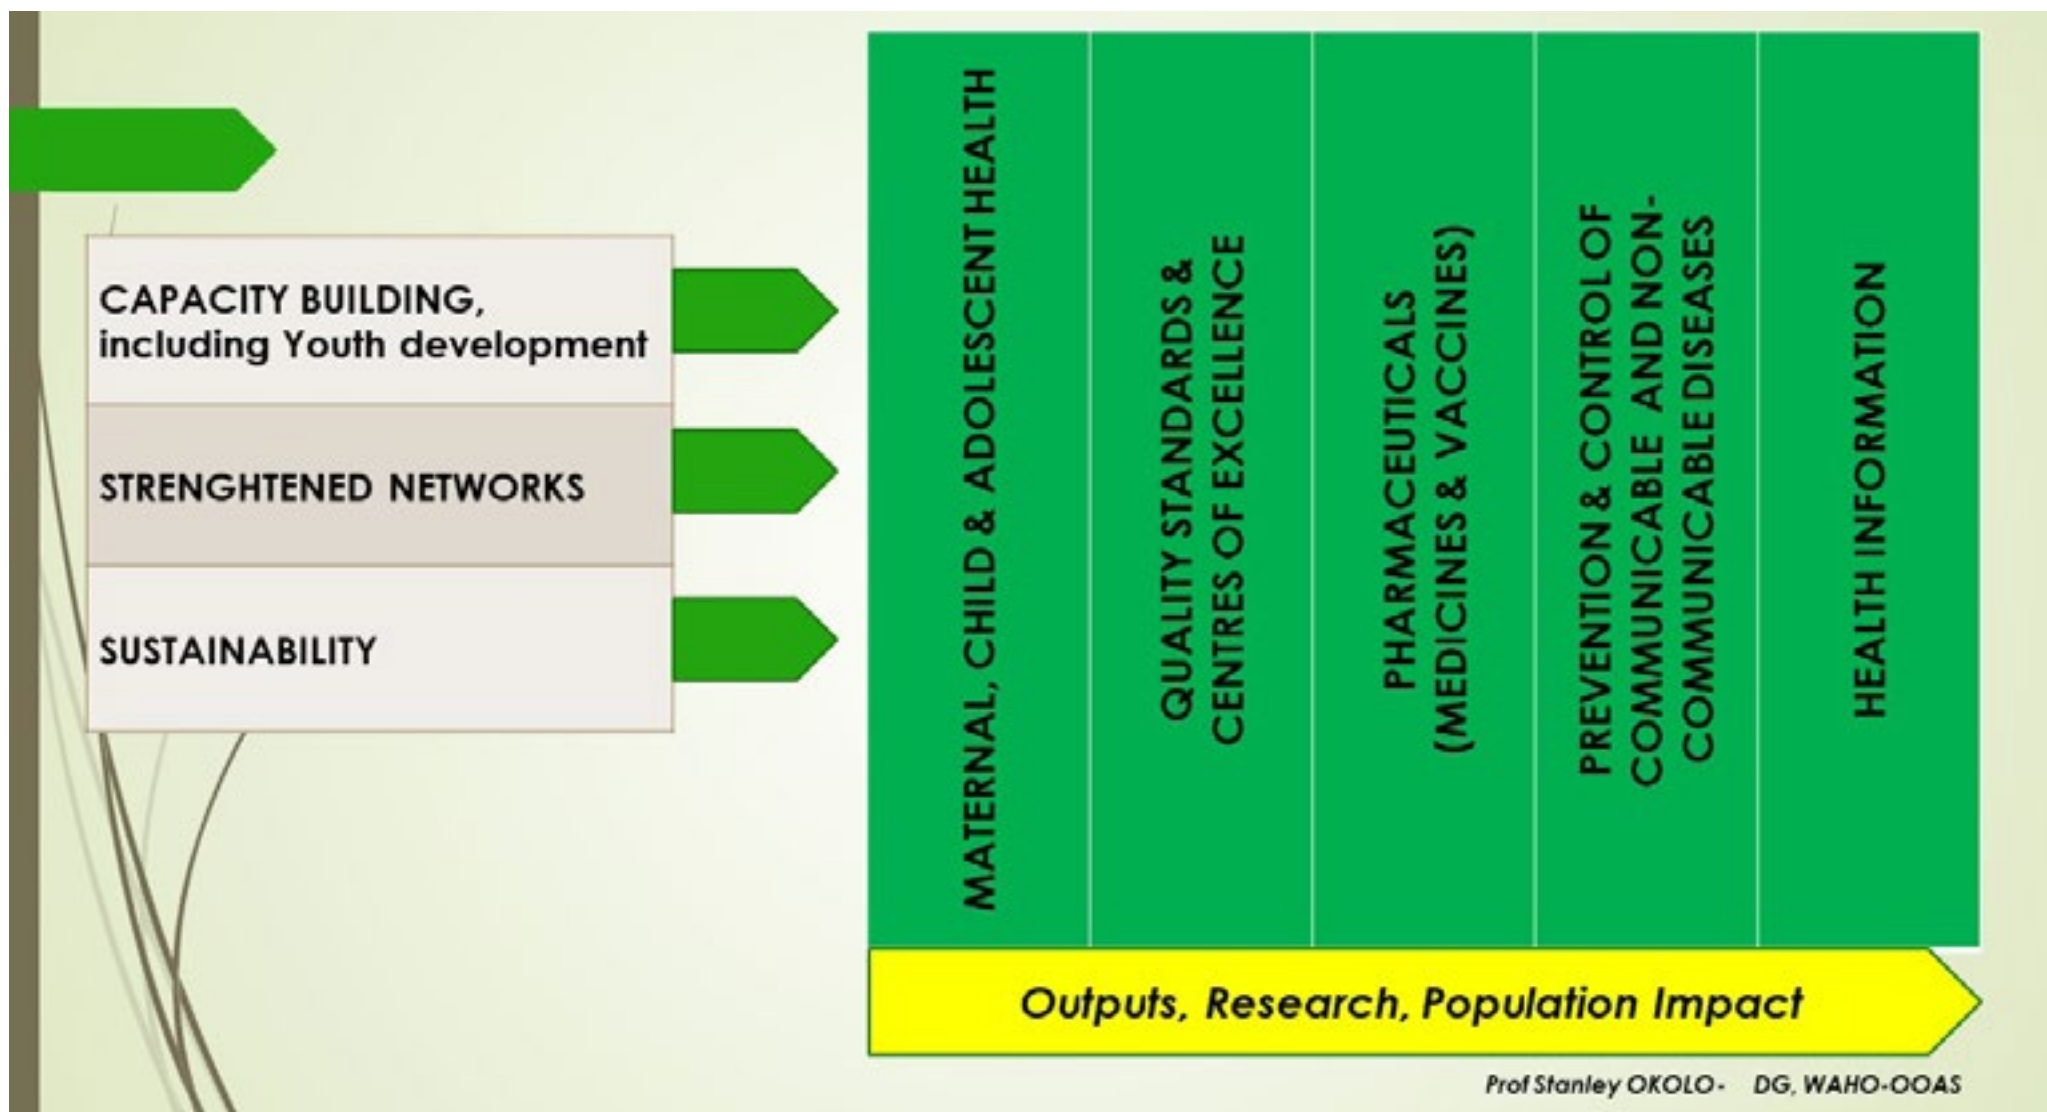 CAPACITY BUILDING,
including Youth development
STRENGHTENED NETWORKS
SUSTAINABILITY
MATERNAL, CHILD & ADOLESCENT HEALTH
QUALITY STANDARDS &
CENTRES OF EXCELLENCE
PHARMACEUTICALS
(MEDICINES & VACCINES)
PREVENTION & CONTROL OF
COMMUNICABLE AND NON-
COMMUNICABLE DISEASES
HEALTH INFORMATION
Outputs, Research, Population Impact
Prof Stanley OKOLO- DG, WAHO-OOAS